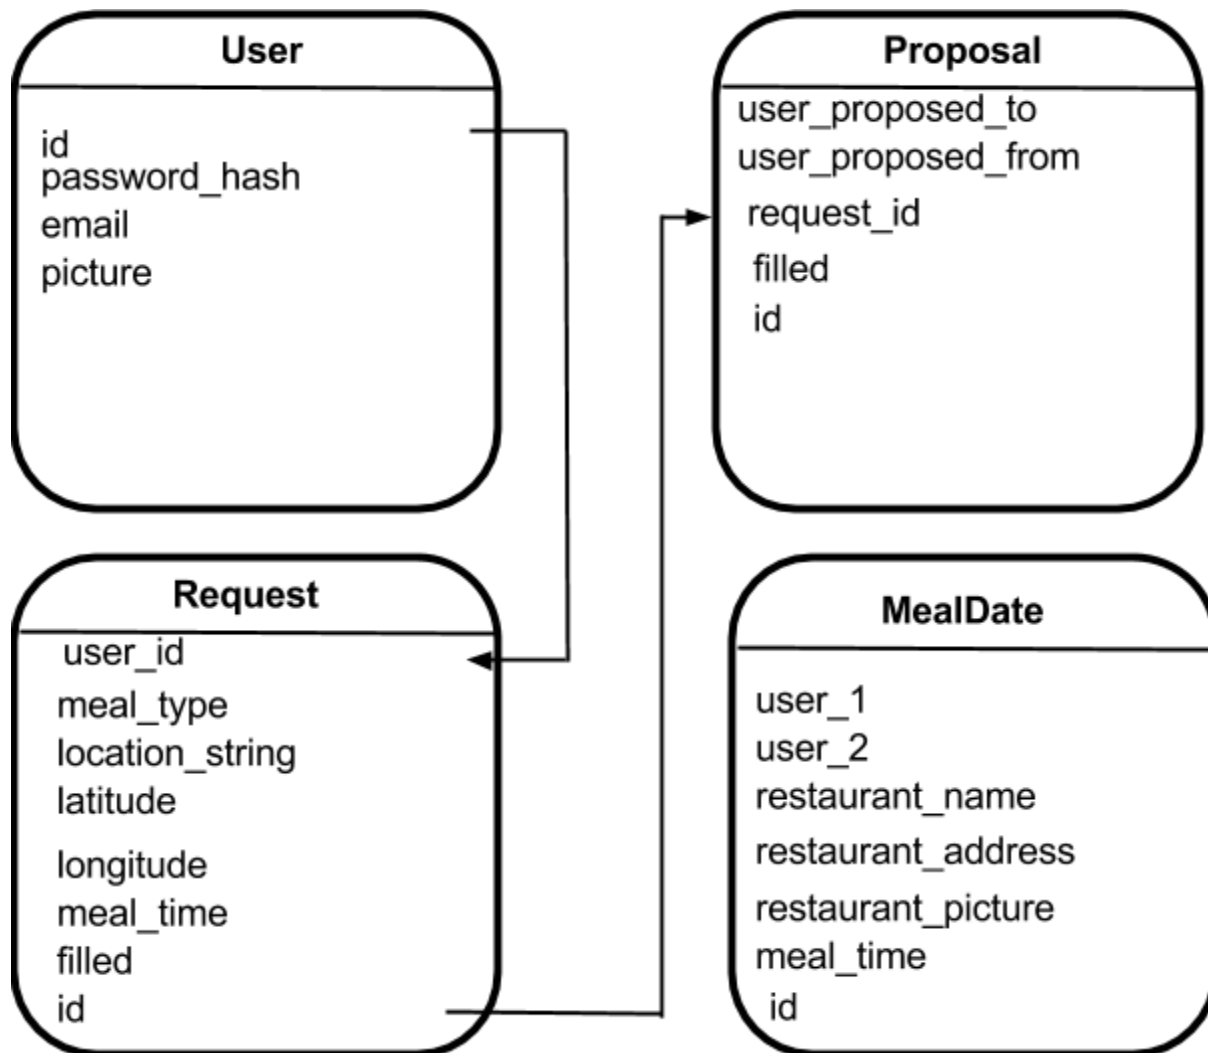 User
id
password_hash
email
picture
Proposal
user_proposed_to
user_proposed_from
request_id
filled
id
Request
user_id
meal_type
location_string
latitude
longitude
meal_time
filled
id
MealDate
user_1
user_2
restaurant_name
restaurant_address
restaurant_picture
meal_time
id